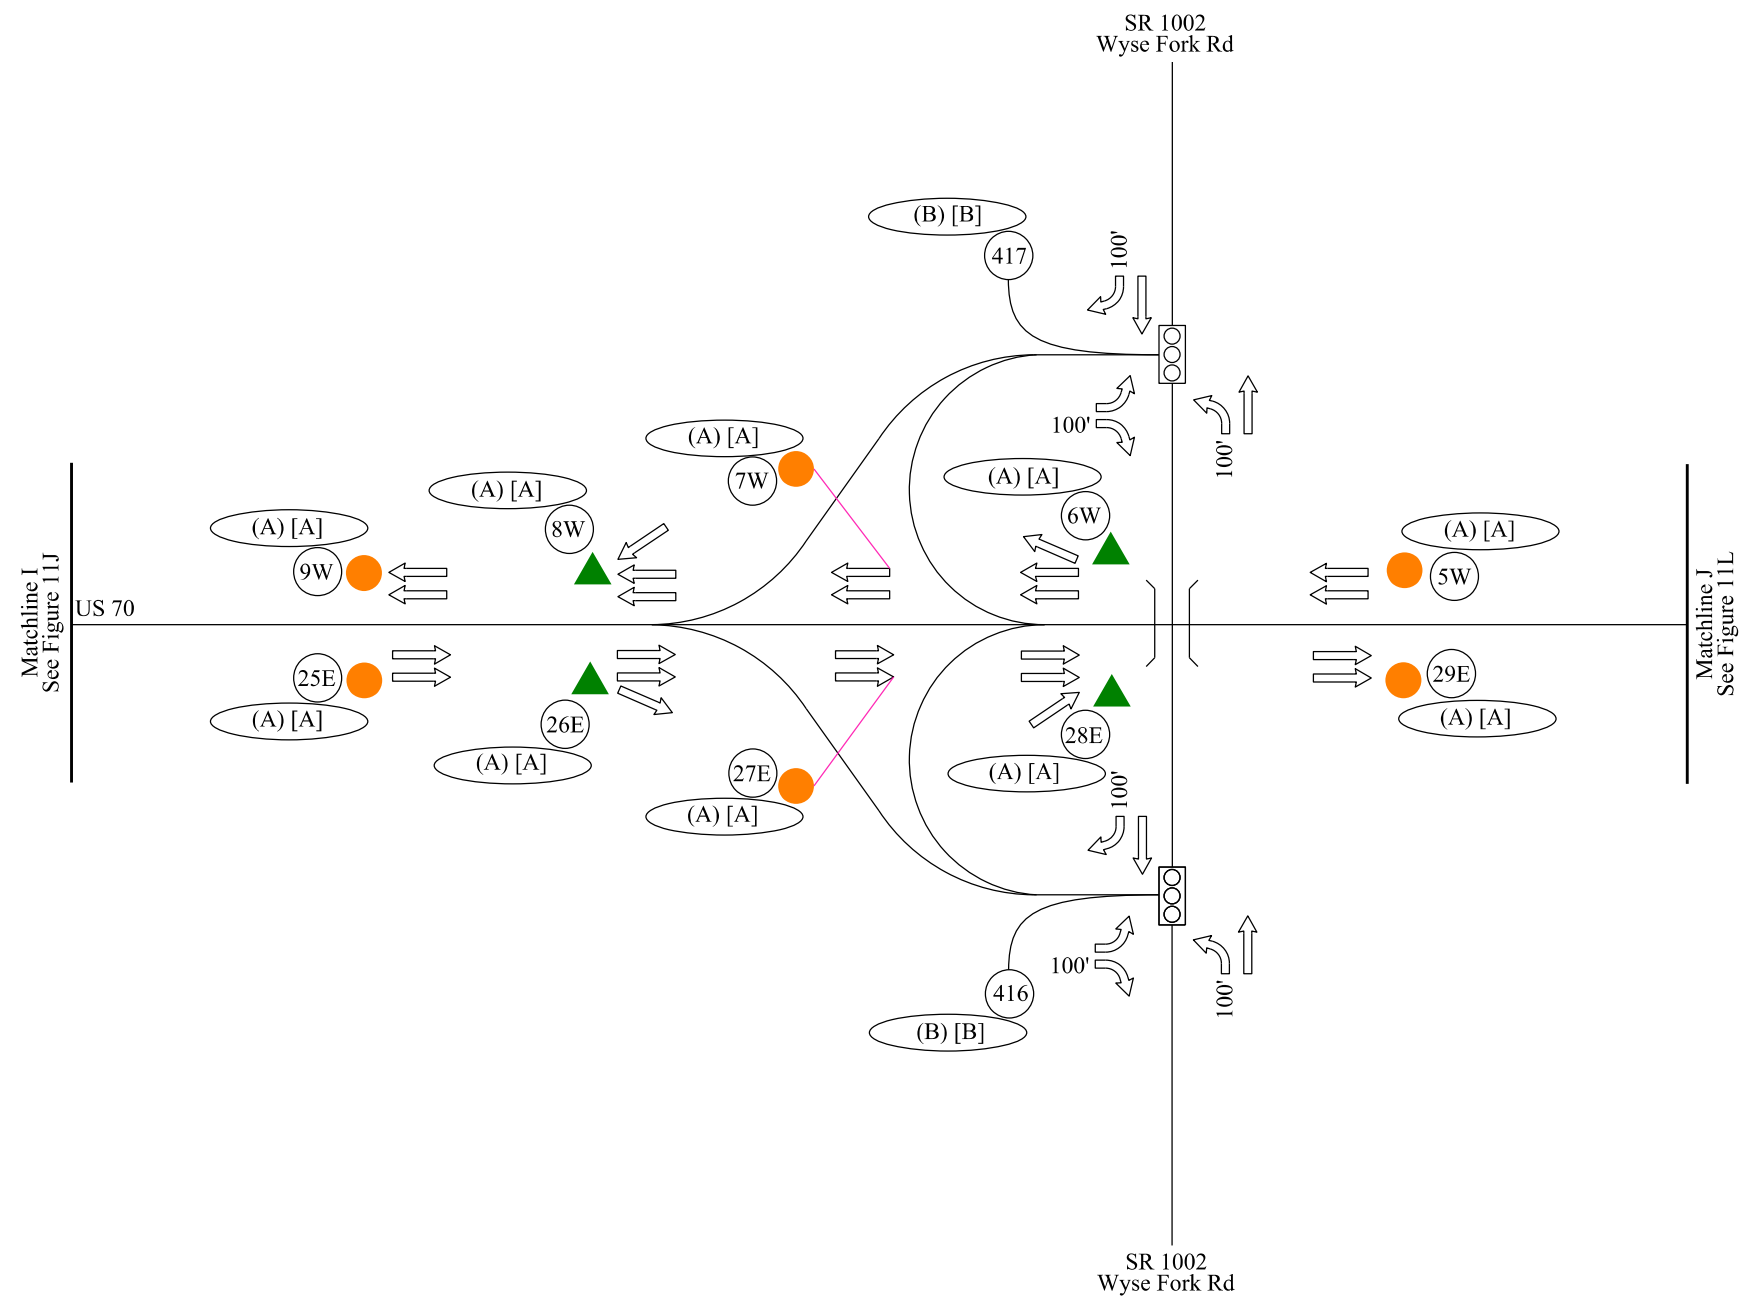 SR 1002
Wyse Fork Rd
(B) [B]
417
100'
(A) [A]
7W
100'
100'
(A) [A]
8W
(A) [A]
6W
(A) [A]
9W
(A) [A]
5W
Matchline I
See Figure 11J
US 70
Matchline J
See Figure 11L
25E
(A) [A]
26E
(A) [A]
27E
(A) [A]
28E
(A) [A]
29E
(A) [A]
100'
100'
100'
416
(B) [B]
SR 1002
Wyse Fork Rd